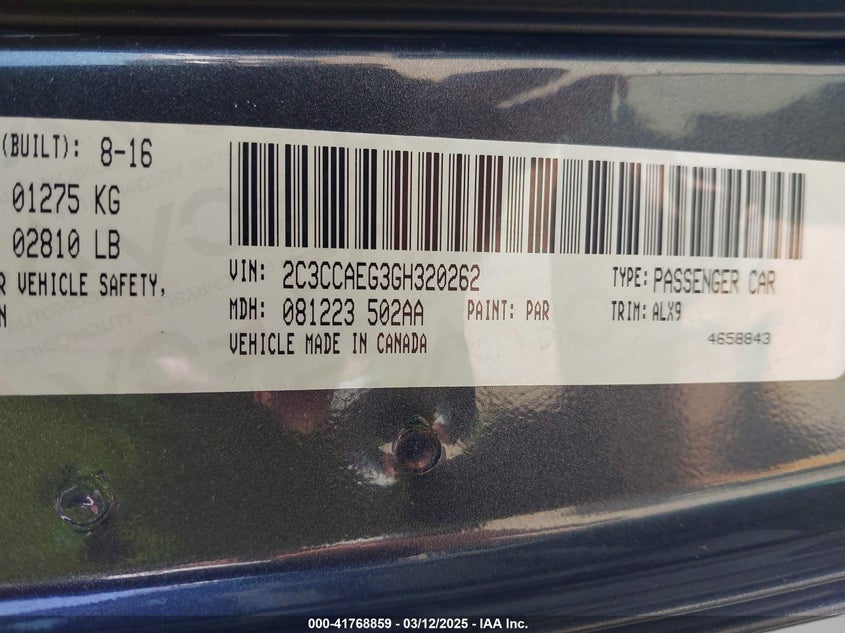 (BUILT): 8-16
01275 KG
02810 LB
R VEHICLE SAFETY,
N
VIN: 2C3CCAEG3GH320262 TYPE: PASSENGER CAR
MDH: 081223 502AA PAINT: PAR TRIM: ALX9
VEHICLE MADE IN CANADA 4658843
000-41768859 - 03/12/2025 - IAA Inc.